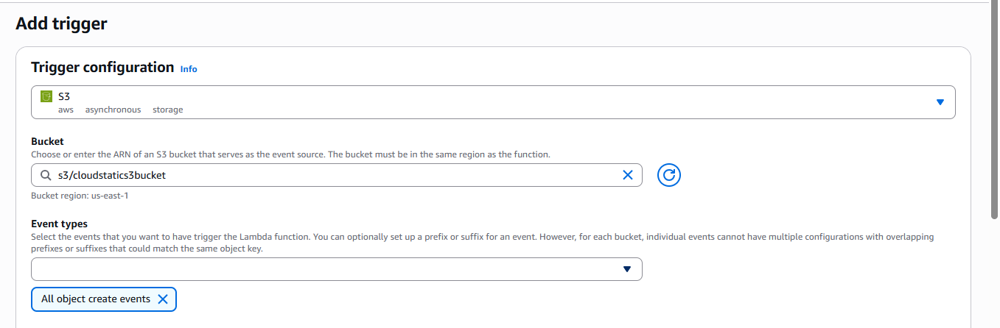 Add trigger
Trigger configuration Info
S3
aws asynchronous storage
Bucket
Choose or enter the ARN of an S3 bucket that serves as the event source. The bucket must be in the same region as the function.
s3/cloudstatics3bucket
Bucket region: us-east-1
Event types
Select the events that you want to have trigger the Lambda function. You can optionally set up a prefix or suffix for an event. However, for each bucket, individual events cannot have multiple configurations with overlapping
prefixes or suffixes that could match the same object key.
All object create events